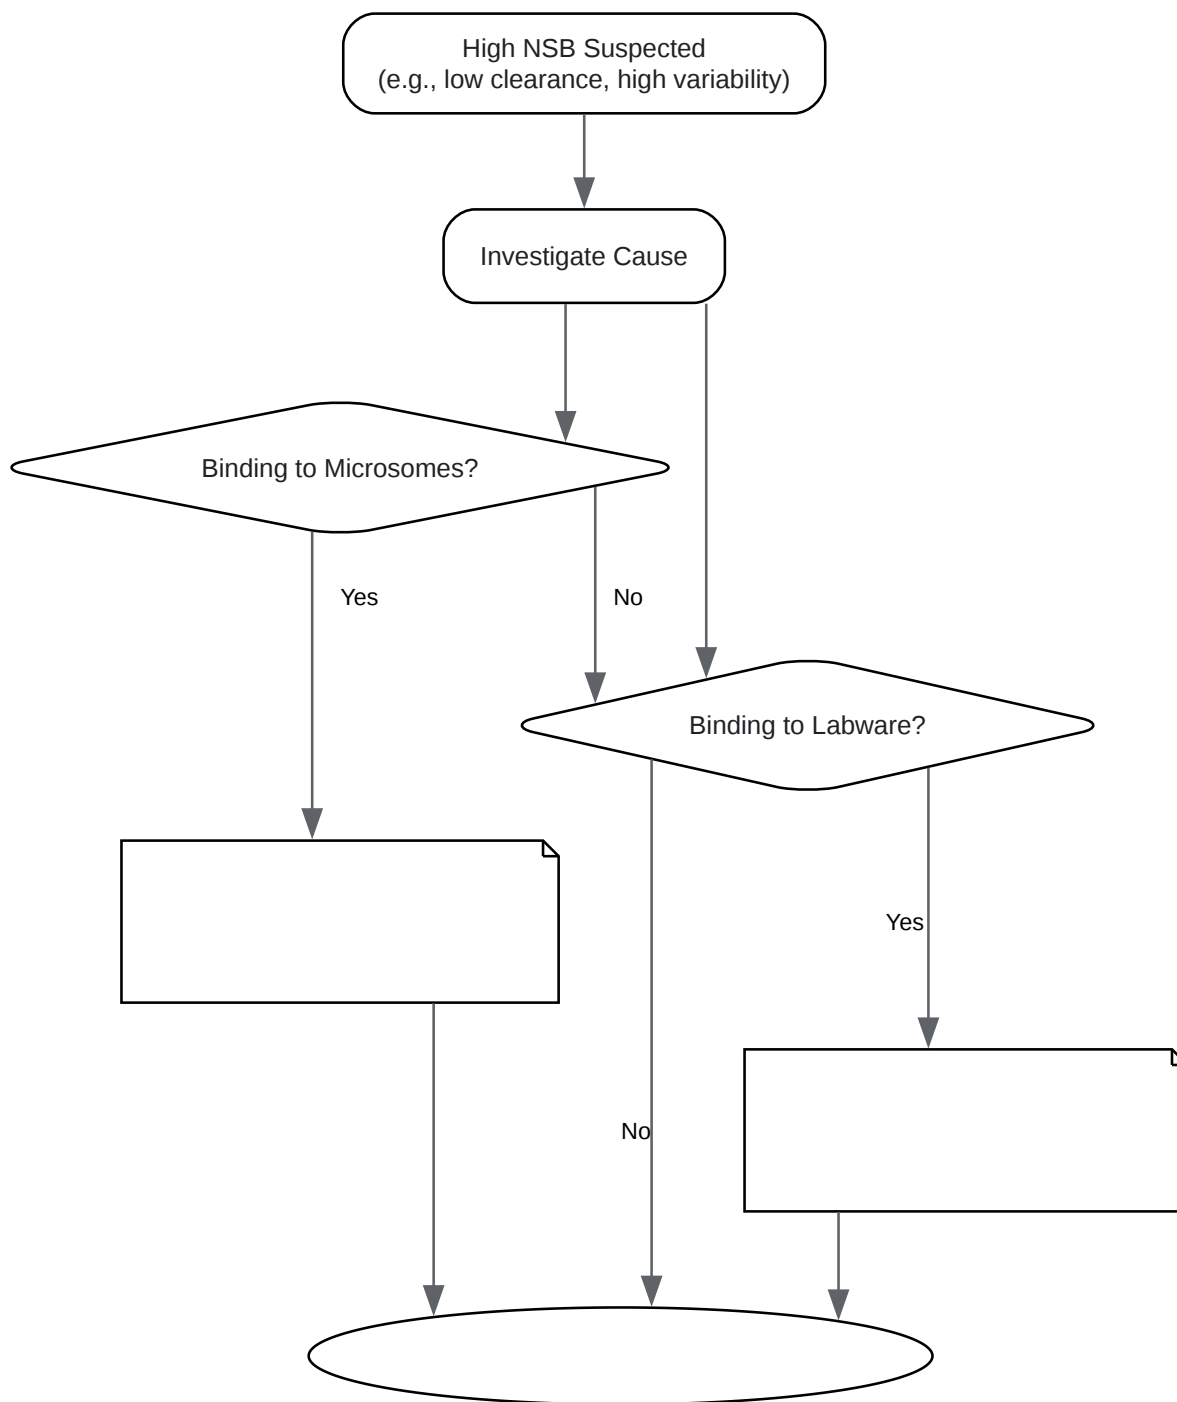 High NSB Suspected
(e.g., low clearance, high variability)
Investigate Cause
Binding to Microsomes?
Yes
No
Binding to Labware?
Yes
No